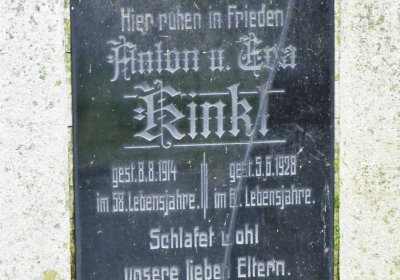 Hier ruhen in Frieden
Anton u. Eva
Kinkl
gest. 8.8.1914 gest. 5.6.1928
im 58. Lebensjahre. im Lebensjahre.
Schlafet wohl
unsere lieben Eltern.